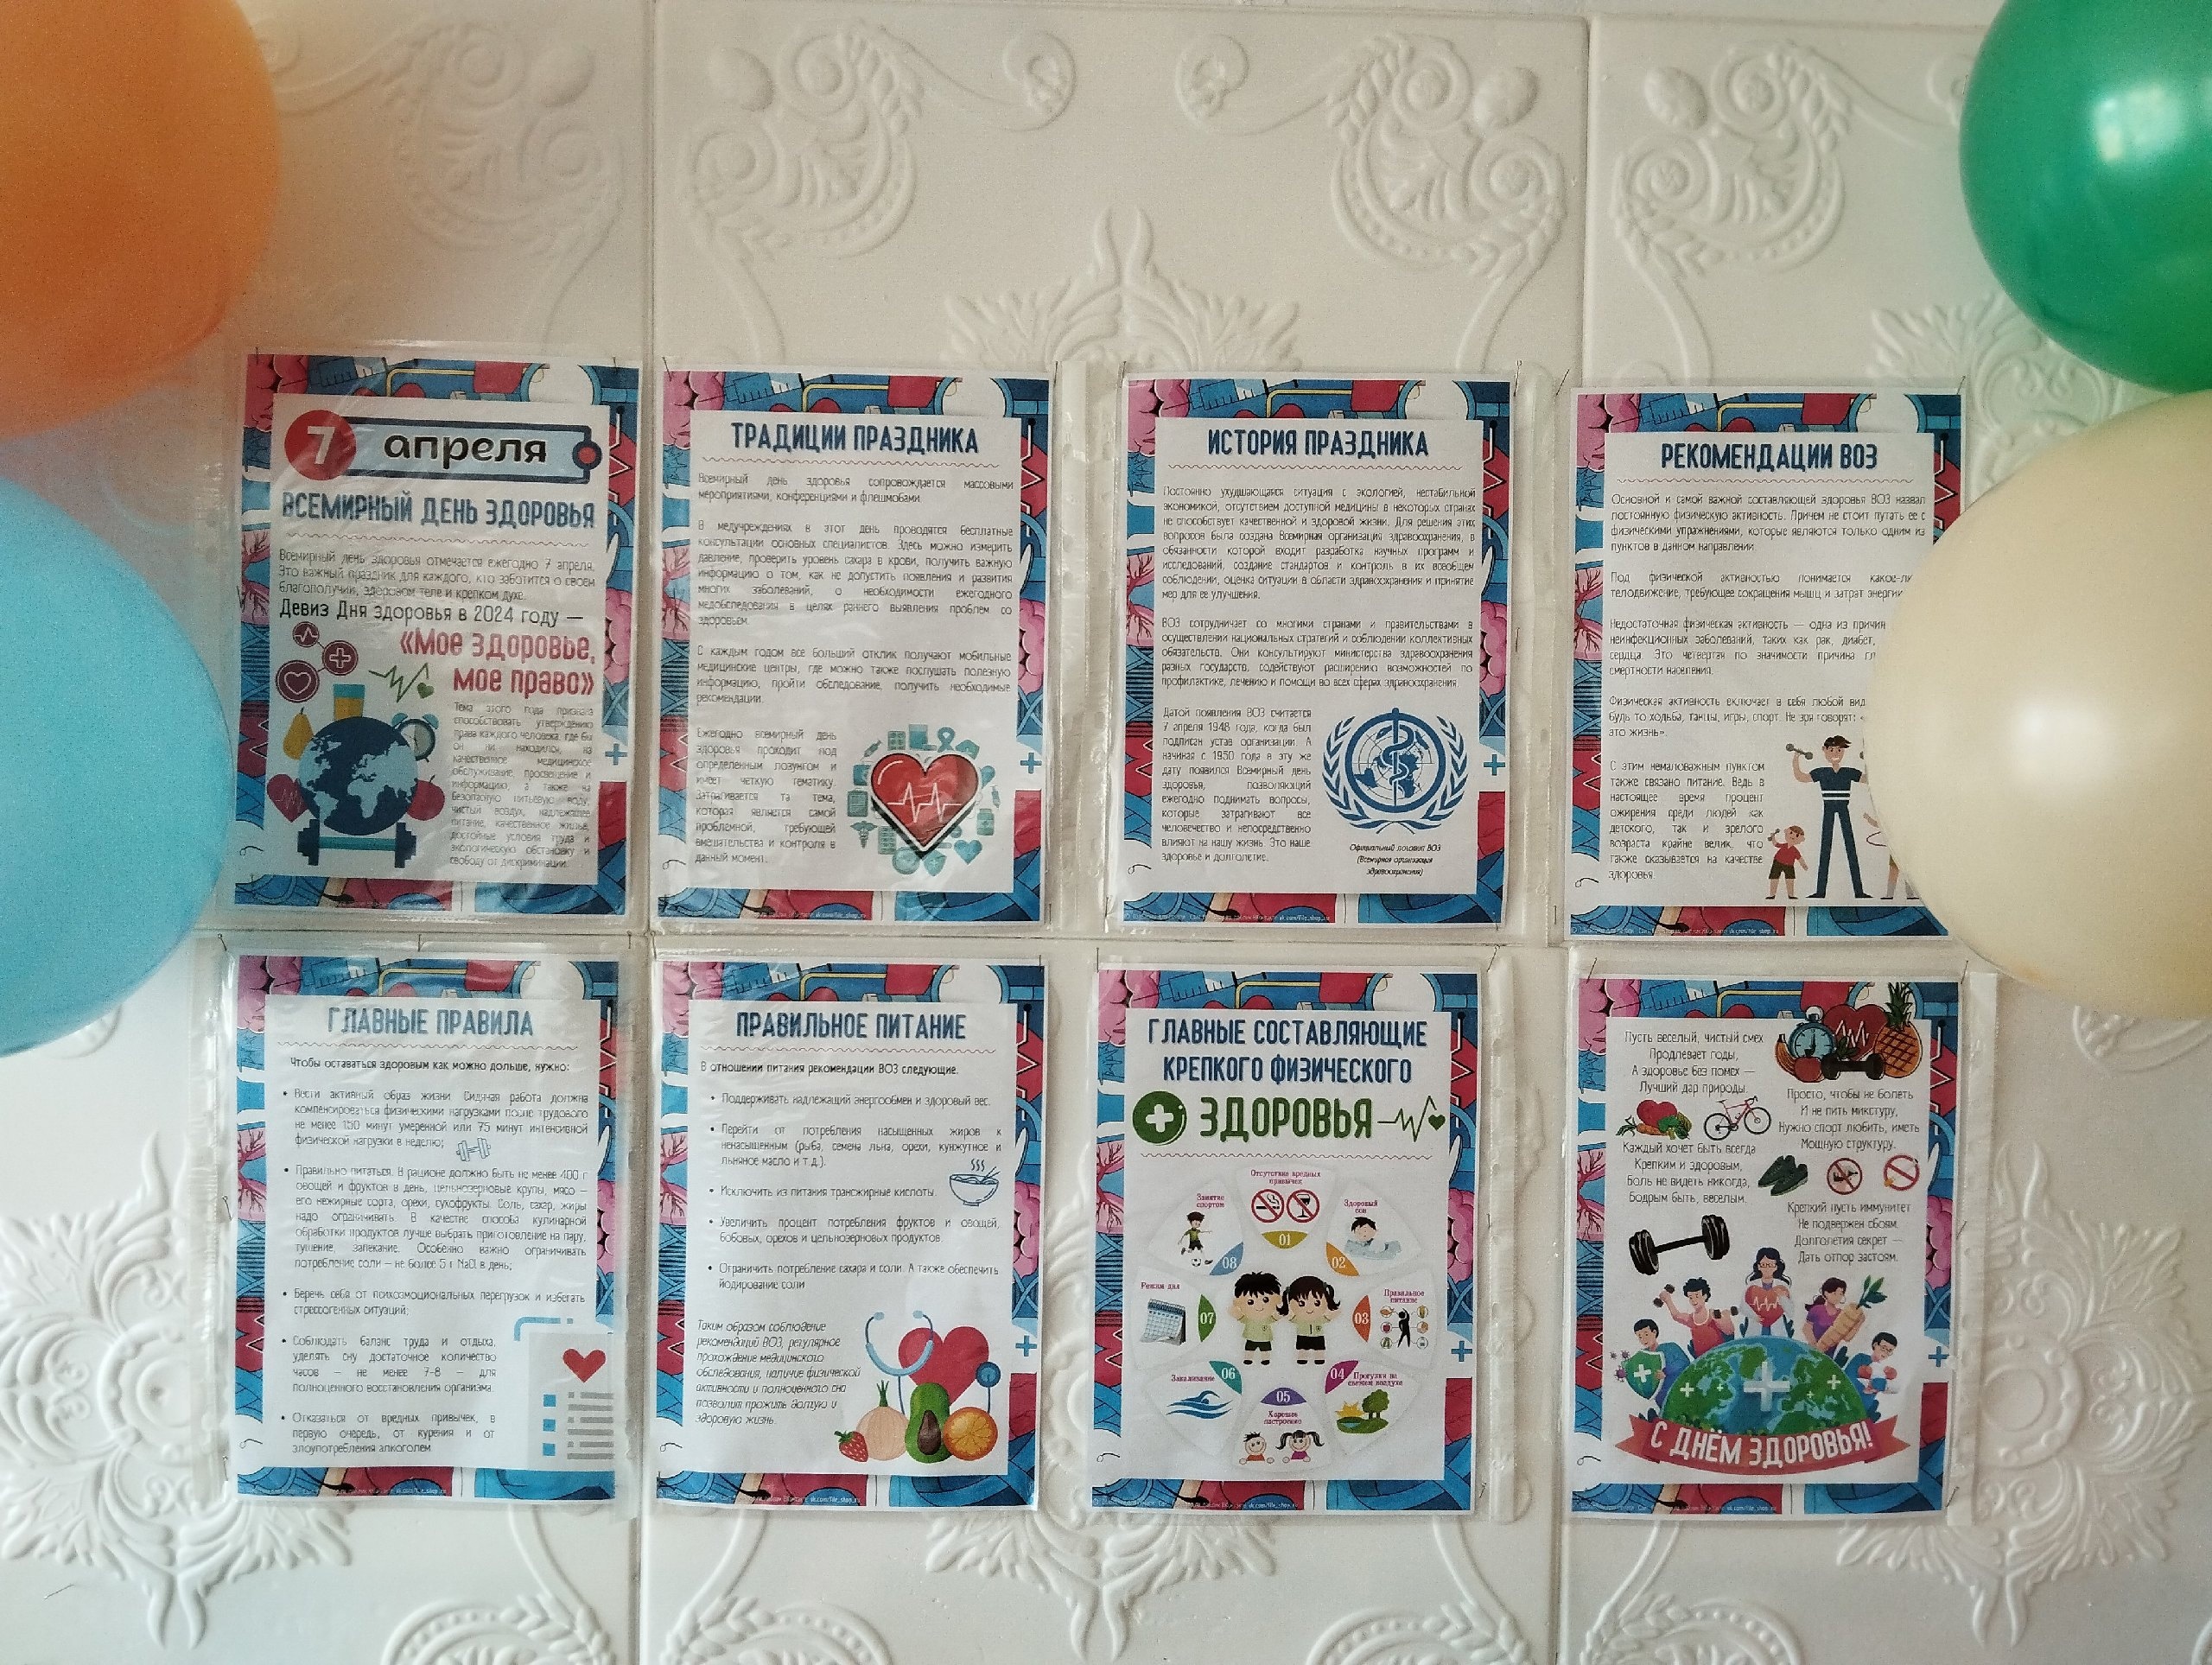 7 апреля
ВСЕМИРНЫЙ ДЕНЬ ЗДОРОВЬЯ
Всемирный день здоровья отмечается ежегодно 7 апреля.
Это важный праздник для каждого, кто заботится о своем
благополучии, здоровом теле и крепком духе.
Девиз Дня здоровья в 2024 году —
«Мое здоровье,
мое право»
Тема этого года призвана
способствовать утверждению
права каждого человека, где бы
он ни находился, на
качественное медицинское
обслуживание, просвещение и
информацию, а также на
безопасную питьевую воду,
чистый воздух, надлежащее
питание, качественное жилье,
достойные условия труда и
экологическую обстановку и
свободу от дискриминации.
ТРАДИЦИИ ПРАЗДНИКА
Всемирный день здоровья сопровождается массовыми
мероприятиями, конференциями и флешмобами.
В медучреждениях в этот день проводятся бесплатные
консультации основных специалистов. Здесь можно измерить
давление, проверить уровень сахара в крови, получить важную
информацию о том, как не допустить появления и развития
многих заболеваний, о необходимости ежегодного
медобследования в целях раннего выявления проблем со
здоровьем.
С каждым годом все больший отклик получают мобильные
медицинские центры, где можно также послушать полезную
информацию, пройти обследование, получить необходимые
рекомендации.
Ежегодно всемирный день
здоровья проходит под
определенным лозунгом и
имеет четкую тематику.
Затрагивается та тема,
которая является самой
проблемной, требующей
вмешательства и контроля в
данный момент.
ИСТОРИЯ ПРАЗДНИКА
Постоянно ухудшающаяся ситуация с экологией, нестабильной
экономикой, отсутствием доступной медицины в некоторых странах
не способствует качественной и здоровой жизни. Для решения этих
вопросов была создана Всемирная организация здравоохранения, в
обязанности которой входит разработка научных программ и
исследований, создание стандартов и контроль в их всеобщем
соблюдении, оценка ситуации в области здравоохранения и принятие
мер для ее улучшения.
ВОЗ сотрудничает со многими странами и правительствами в
осуществлении национальных стратегий и соблюдении коллективных
обязательств. Они консультируют министерства здравоохранения
разных государств, содействуют расширению возможностей по
профилактике, лечению и помощи во всех сферах здравоохранения.
Датой появления ВОЗ считается
7 апреля 1948 года, когда был
подписан устав организации. А
начиная с 1950 года в эту же
дату появился Всемирный день
здоровья, позволяющий
ежегодно поднимать вопросы,
которые затрагивают все
человечество и непосредственно
влияют на нашу жизнь. Это наше
здоровье и долголетие.
Официальный логотип ВОЗ
(Всемирная организация
здравоохранения)
РЕКОМЕНДАЦИИ ВОЗ
Основной и самой важной составляющей здоровья ВОЗ назвал
постоянную физическую активность. Причем не стоит путать ее с
физическими упражнениями, которые являются только одним из
пунктов в данном направлении.
Под физической активностью понимается
телодвижение, требующее сокращения мышц и затрат энергии
Недостаточная физическая активность — одна из причин
неинфекционных заболеваний, таких как рак, диабет,
сердца. Это четвертая по значимости причина
смертности населения.
Физическая активность включает в себя любой вид
будь то ходьба, танцы, игры, спорт. Не зря говорят: «
это жизнь».
С этим немаловажным пунктом
также связано питание. Ведь в
настоящее время процент
ожирения среди людей как
детского, так и зрелого
возраста крайне велик, что
также сказывается на качестве
здоровья.
ГЛАВНЫЕ ПРАВИЛА
Чтобы оставаться здоровым как можно дольше, нужно:
• Вести активный образ жизни. Сидячая работа должна
компенсироваться физическими нагрузками после трудового
не менее 150 минут умеренной или 75 минут интенсивной
физической нагрузки в неделю;
• Правильно питаться. В рационе должно быть не менее 400 г
овощей и фруктов в день, цельнозерновые крупы, мясо —
его нежирные сорта, орехи, сухофрукты. Соль, сахар, жиры
надо ограничивать. В качестве способа кулинарной
обработки продуктов лучше выбрать приготовление на пару,
тушение, запекание. Особенно важно ограничивать
потребление соли — не более 5 г NaCl в день;
• Беречь себя от психоэмоциональных перегрузок и избегать
стрессогенных ситуаций;
• Соблюдать баланс труда и отдыха,
уделять сну достаточное количество
часов — не менее 7-8 — для
полноценного восстановления организма.
• Отказаться от вредных привычек, в
первую очередь, от курения и от
злоупотребления алкоголем
ПРАВИЛЬНОЕ ПИТАНИЕ
В отношении питания рекомендации ВОЗ следующие.
• Поддерживать надлежащий энергообмен и здоровый вес.
• Перейти от потребления насыщенных жиров к
ненасыщенным (рыба, семена льна, орехи, кунжутное и
льняное масло и т.д.).
• Исключить из питания трансжирные кислоты.
• Увеличить процент потребления фруктов и овощей,
бобовых, орехов и цельнозерновых продуктов.
• Ограничить потребление сахара и соли. А также обеспечить
йодирование соли
Таким образом соблюдение
рекомендаций ВОЗ, регулярное
прохождение медицинского
обследования, наличие физической
активности и полноценного сна
позволит прожить долгую и
здоровую жизнь.
ГЛАВНЫЕ СОСТАВЛЯЮЩИЕ
КРЕПКОГО ФИЗИЧЕСКОГО
ЗДОРОВЬЯ
Отсутствие вредных
привычек
01
Здоровый
сон
02
Правильное
питание
03
04 Прогулки на
свежем воздухе
05
Хорошее
настроение
Закаливание 06
Режим дня
07
Занятие
спортом
08
Пусть веселый, чистый смех
Продлевает годы,
А здоровье без помех —
Лучший дар природы.
Просто, чтобы не болеть
И не пить микстуру,
Нужно спорт любить, иметь
Мощную структуру.
Каждый хочет быть всегда
Крепким и здоровым,
Боль не видеть никогда,
Бодрым быть, веселым.
Крепкий пусть иммунитет
Не подвержен сбоям.
Долголетия секрет —
Дать отпор застоям.
С ДНЁМ ЗДОРОВЬЯ!